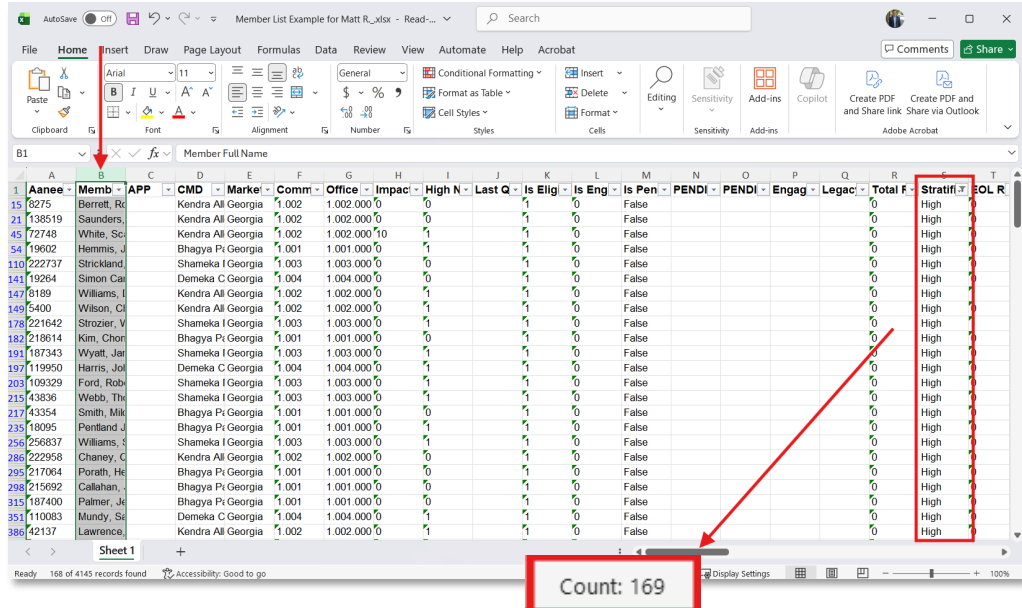 AutoSave Off Member List Example for Matt R._.xlsx - Read-... Search
File Home Insert Draw Page Layout Formulas Data Review View Automate Help Acrobat Comments Share
Arial 11 General Conditional Formatting Insert
Paste B I U A A $ % 9 Format as Table Delete Editing Sensitivity Add-ins Copilot Create PDF and Share link Create PDF and Share via Outlook
Cell Styles Format
Clipboard Font Alignment Number Styles Cells Sensitivity Add-ins Adobe Acrobat
B1 fx Member Full Name
A B C D E F G H I J K L M N O P Q R S T
1 Aanee Memb APP CMD Market Comm Office Impact High N Last Q Is Elig Is Eng Is Pen PENDI PENDI Engag Legacy Total F Stratifi EOL R
15 8275 Berrett, Ro Kendra All Georgia 1.002 1.002.000 0 0 1 0 False 0 High 0
21 138519 Saunders, Kendra All Georgia 1.002 1.002.000 0 0 1 0 False 0 High 0
45 72748 White, Sc Kendra All Georgia 1.002 1.002.000 10 1 1 0 False 0 High 0
54 19602 Hemmis, J Bhagya Pa Georgia 1.001 1.001.000 0 1 1 0 False 0 High 0
110 222737 Strickland, Shameka I Georgia 1.003 1.003.000 0 0 1 0 False 0 High 0
141 19264 Simon Car Demeka C Georgia 1.004 1.004.000 0 0 1 0 False 0 High 0
147 8189 Williams, Kendra All Georgia 1.002 1.002.000 0 1 1 0 False 0 High 0
149 5400 Wilson, Cl Kendra All Georgia 1.002 1.002.000 0 1 1 0 False 0 High 0
178 221642 Strozier, V Shameka I Georgia 1.003 1.003.000 0 1 1 0 False 0 High 0
182 218614 Kim, Chon Bhagya Pa Georgia 1.001 1.001.000 0 0 1 0 False 0 High 0
191 187343 Wyatt, Jar Shameka I Georgia 1.003 1.003.000 0 1 1 0 False 0 High 0
197 119950 Harris, Jol Demeka C Georgia 1.004 1.004.000 0 1 1 0 False 0 High 0
203 109329 Ford, Robe Shameka I Georgia 1.003 1.003.000 0 1 1 0 False 0 High 0
215 43836 Webb, Tho Shameka I Georgia 1.003 1.003.000 0 1 1 0 False 0 High 0
217 43354 Smith, Mil Bhagya Pa Georgia 1.001 1.001.000 0 0 1 0 False 0 High 0
235 18095 Pentland J Bhagya Pa Georgia 1.001 1.001.000 0 1 1 0 False 0 High 0
256 256837 Williams, S Shameka I Georgia 1.003 1.003.000 0 1 1 0 False 0 High 0
286 222958 Chaney, C Kendra All Georgia 1.002 1.002.000 0 0 1 0 False 0 High 0
295 217064 Porath, He Bhagya Pa Georgia 1.001 1.001.000 0 0 1 0 False 0 High 0
298 215692 Callahan, Bhagya Pa Georgia 1.001 1.001.000 0 0 1 0 False 0 High 0
315 187400 Palmer, Je Bhagya Pa Georgia 1.001 1.001.000 0 0 1 0 False 0 High 0
351 110083 Mundy, Sa Demeka C Georgia 1.004 1.004.000 0 1 1 0 False 0 High 0
386 42137 Lawrence, Kendra All Georgia 1.002 1.002.000 0 1 1 0 False 0 High 0
Sheet 1
Ready 168 of 4145 records found Accessibility: Good to go Display Settings 100%
Count: 169